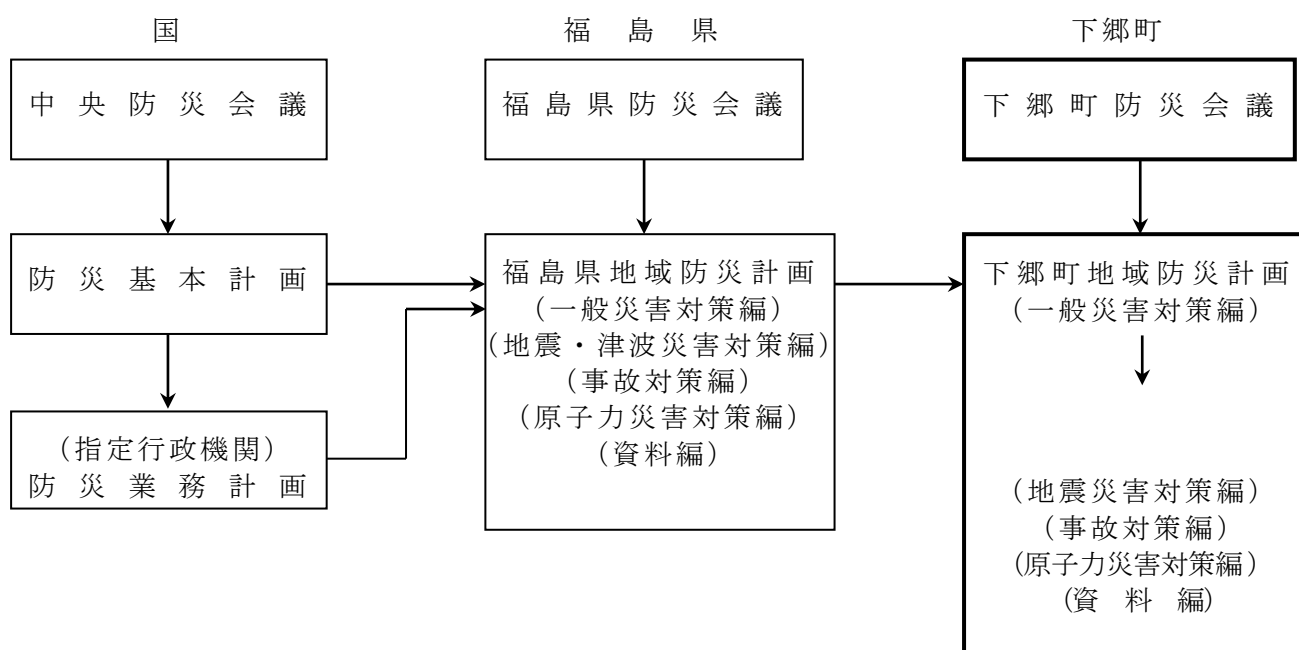 国
中央防災会議
防災基本計画
(指定行政機関)
防災業務計画
福島県
福島県防災会議
福島県地域防災計画
(一般災害対策編)
(地震・津波災害対策編)
(事故対策編)
(原子力災害対策編)
(資料編)
下郷町
下郷町防災会議
下郷町地域防災計画
(一般災害対策編)
(地震災害対策編)
(事故対策編)
(原子力災害対策編)
(資料編)